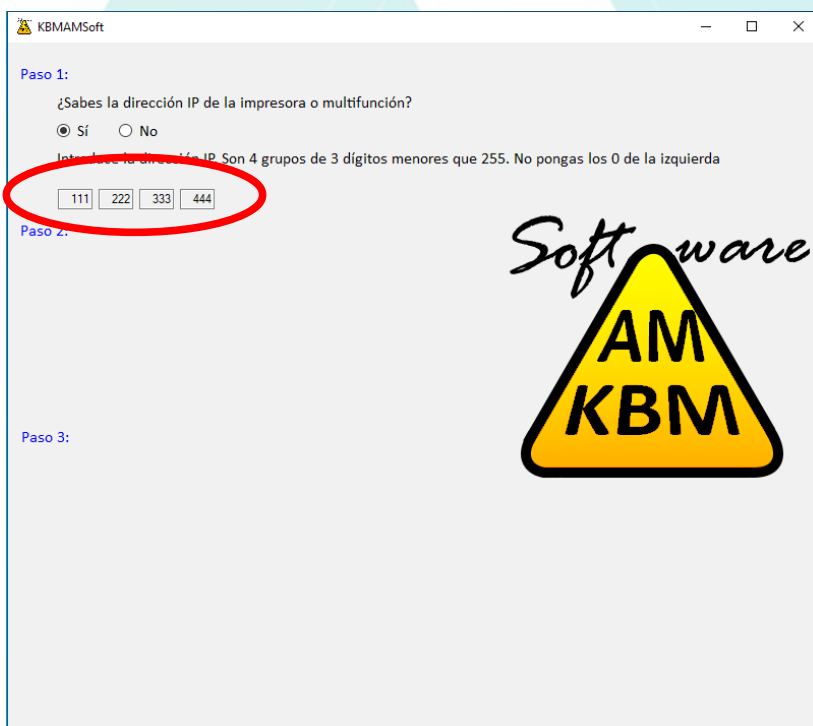 KBMAMSoft
Paso 1:
¿Sabes la dirección IP de la impresora o multifunción?
Sí No
Introduce la dirección IP. Son 4 grupos de 3 dígitos menores que 255. No pongas los 0 de la izquierda
111 222 333 444
Paso 2:
Software
AM
KBM
Paso 3: